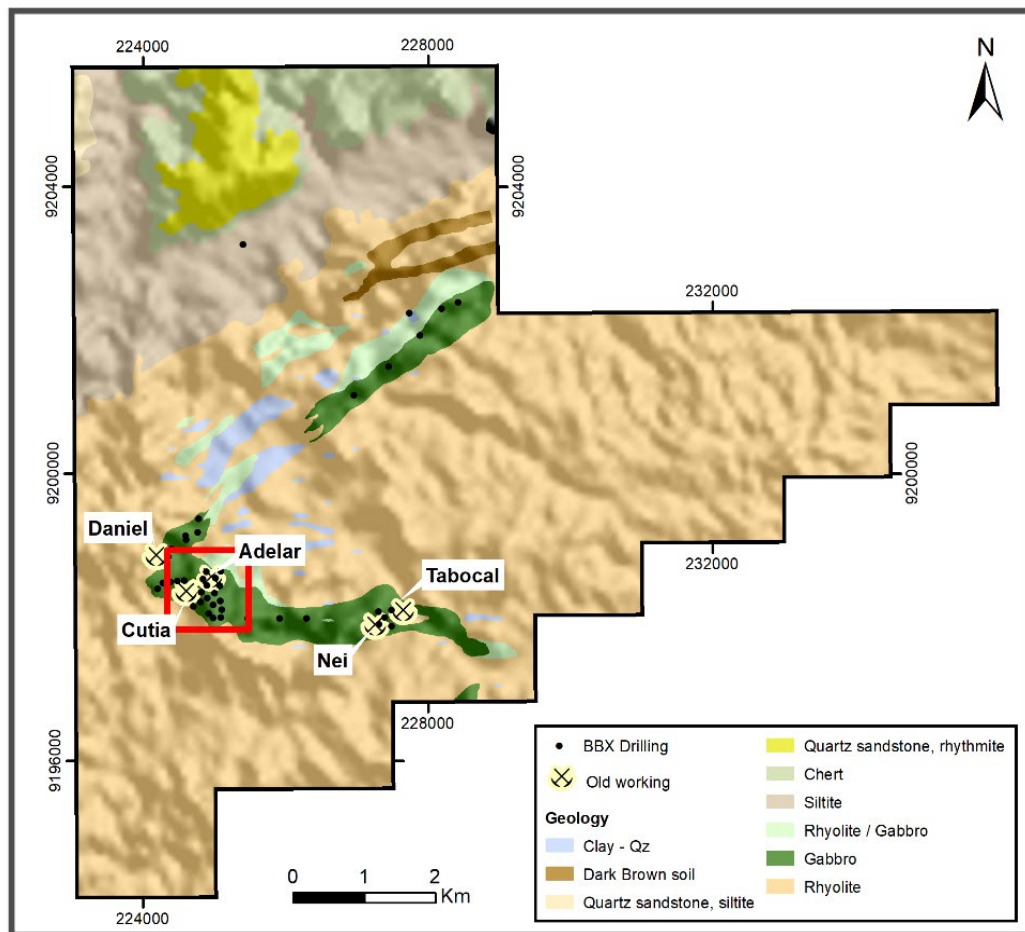 224000
228000
N
9204000
9204000
232000
9200000
9200000
Daniel
Adelar
Tabocal
Cutia
Nei
232000
228000
9196000
BBX Drilling
Old working
Geology
Clay - Qz
Dark Brown soil
Quartz sandstone, siltite
Quartz sandstone, rhythmite
Chert
Siltite
Rhyolite / Gabbro
Gabbro
Rhyolite
0 1 2
Km
224000